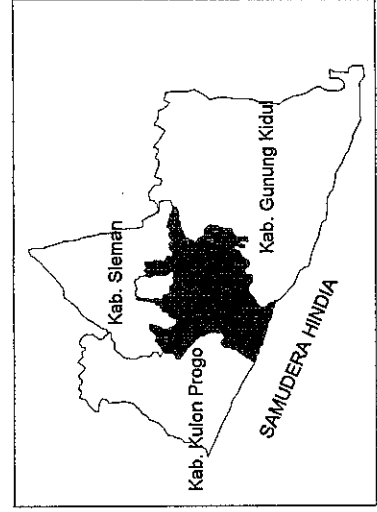 Kab. Sleman
Kab. Kulon Progo
Kab. Gunung Kidul
SAMUDERA HINDIA